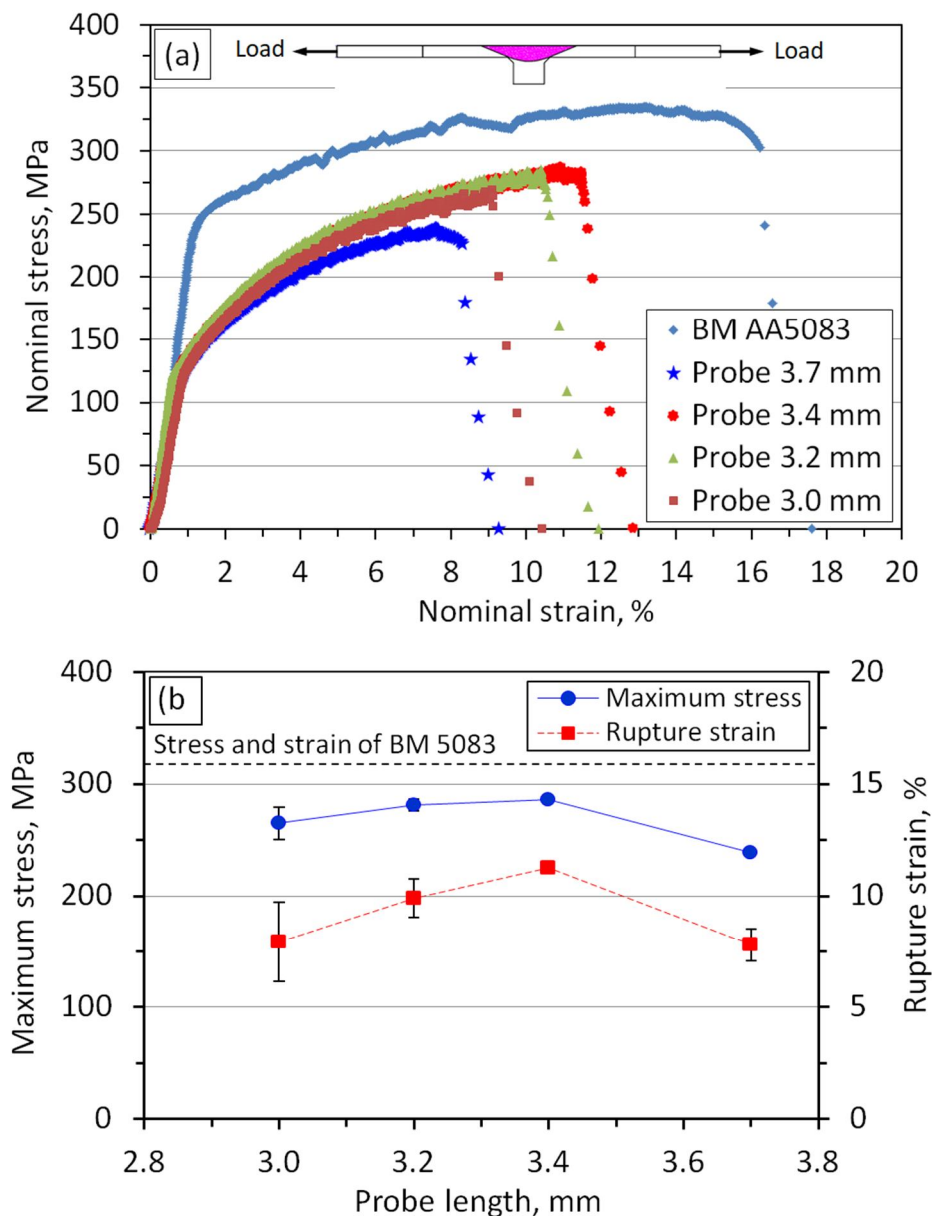 400
(a)
Load
Load
350
300
250
200
150
100
50
0
Nominal stress, MPa
BM AA5083
Probe 3.7 mm
Probe 3.4 mm
Probe 3.2 mm
Probe 3.0 mm
0 2 4 6 8 10 12 14 16 18 20
Nominal strain, %
(b)
Maximum stress
Rupture strain
Stress and strain of BM 5083
400
300
200
100
0
Maximum stress, MPa
20
15
10
5
0
Rupture strain, %
2.8 3.0 3.2 3.4 3.6 3.8
Probe length, mm